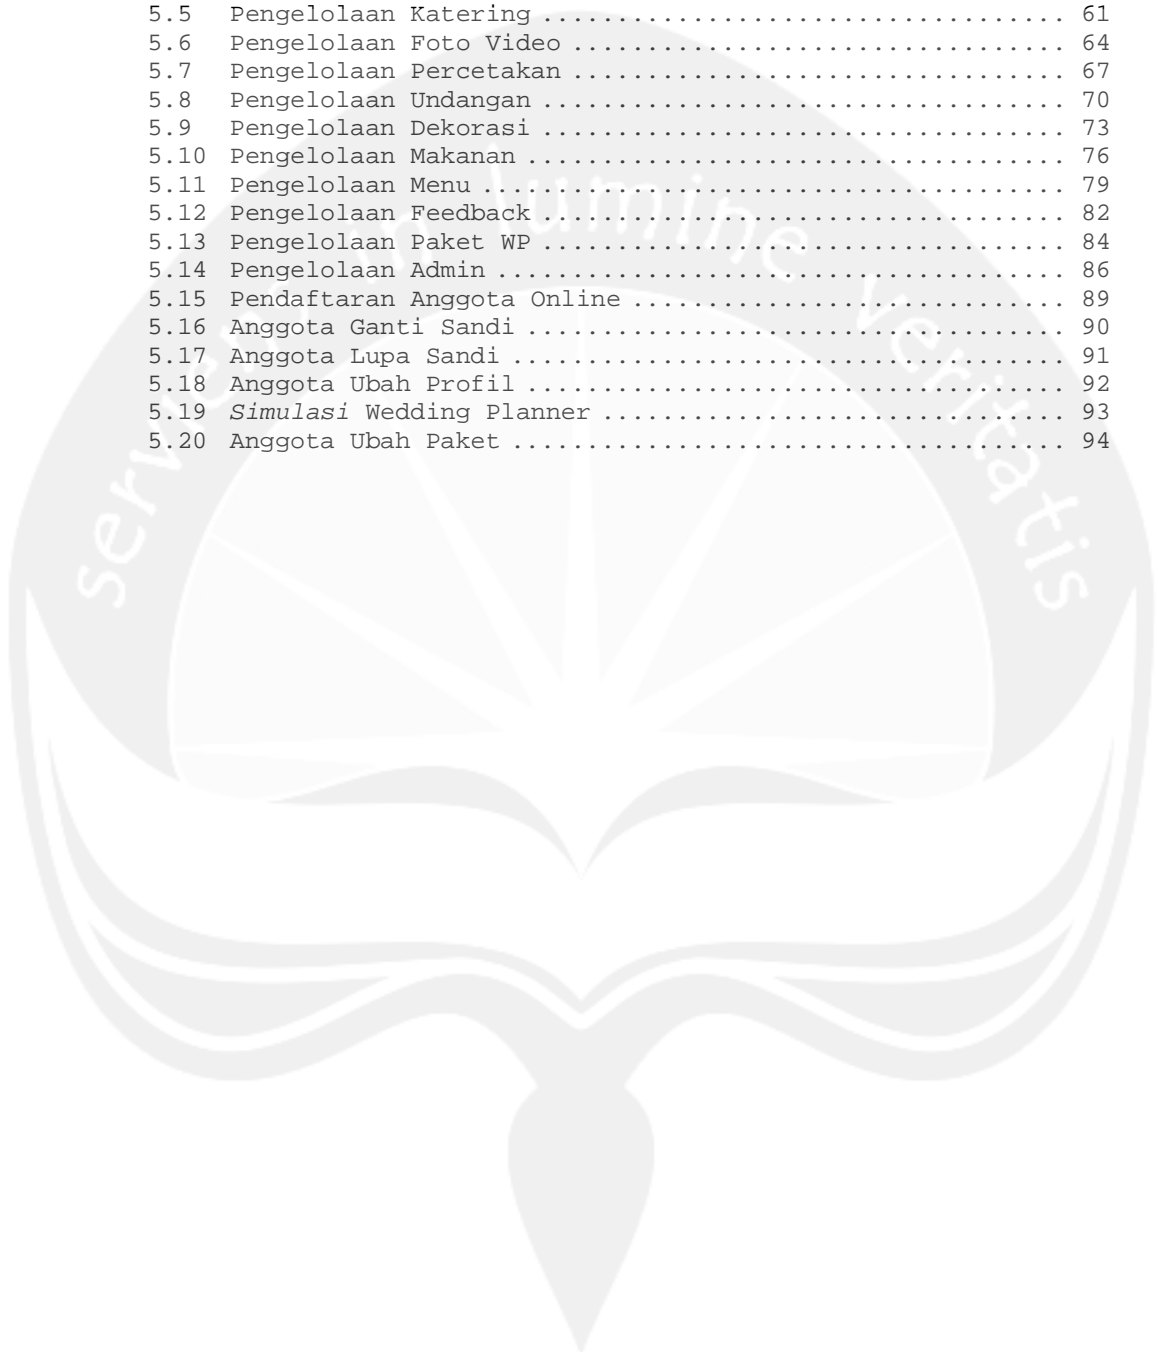 5.5 Pengelolaan Katering ................................... 61
5.6 Pengelolaan Foto Video ................................. 64
5.7 Pengelolaan Percetakan ................................. 67
5.8 Pengelolaan Undangan ................................... 70
5.9 Pengelolaan Dekorasi ................................... 73
5.10 Pengelolaan Makanan .................................... 76
5.11 Pengelolaan Menu ....................................... 79
5.12 Pengelolaan Feedback ................................... 82
5.13 Pengelolaan Paket WP ................................... 84
5.14 Pengelolaan Admin ...................................... 86
5.15 Pendaftaran Anggota Online ............................. 89
5.16 Anggota Ganti Sandi .................................... 90
5.17 Anggota Lupa Sandi ..................................... 91
5.18 Anggota Ubah Profil .................................... 92
5.19 Simulasi Wedding Planner ............................... 93
5.20 Anggota Ubah Paket ..................................... 94
serviens in lumine veritatis